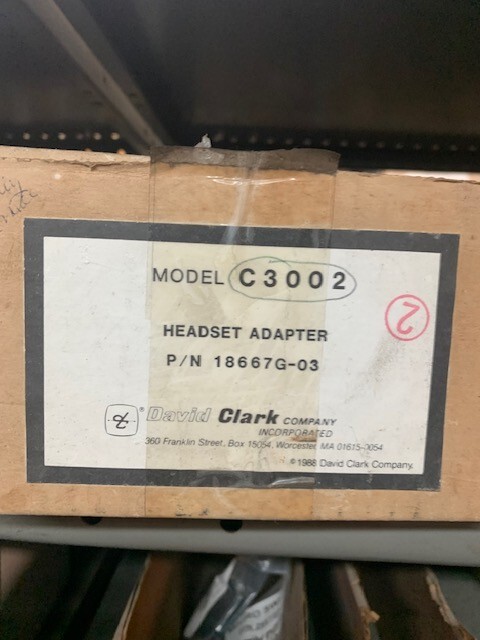 MODEL C3002
2
HEADSET ADAPTER
P/N 18667G-03
® David Clark COMPANY
INCORPORATED
360 Franklin Street, Box 15054, Worcester, MA 01615-0054
© 1988 David Clark Company